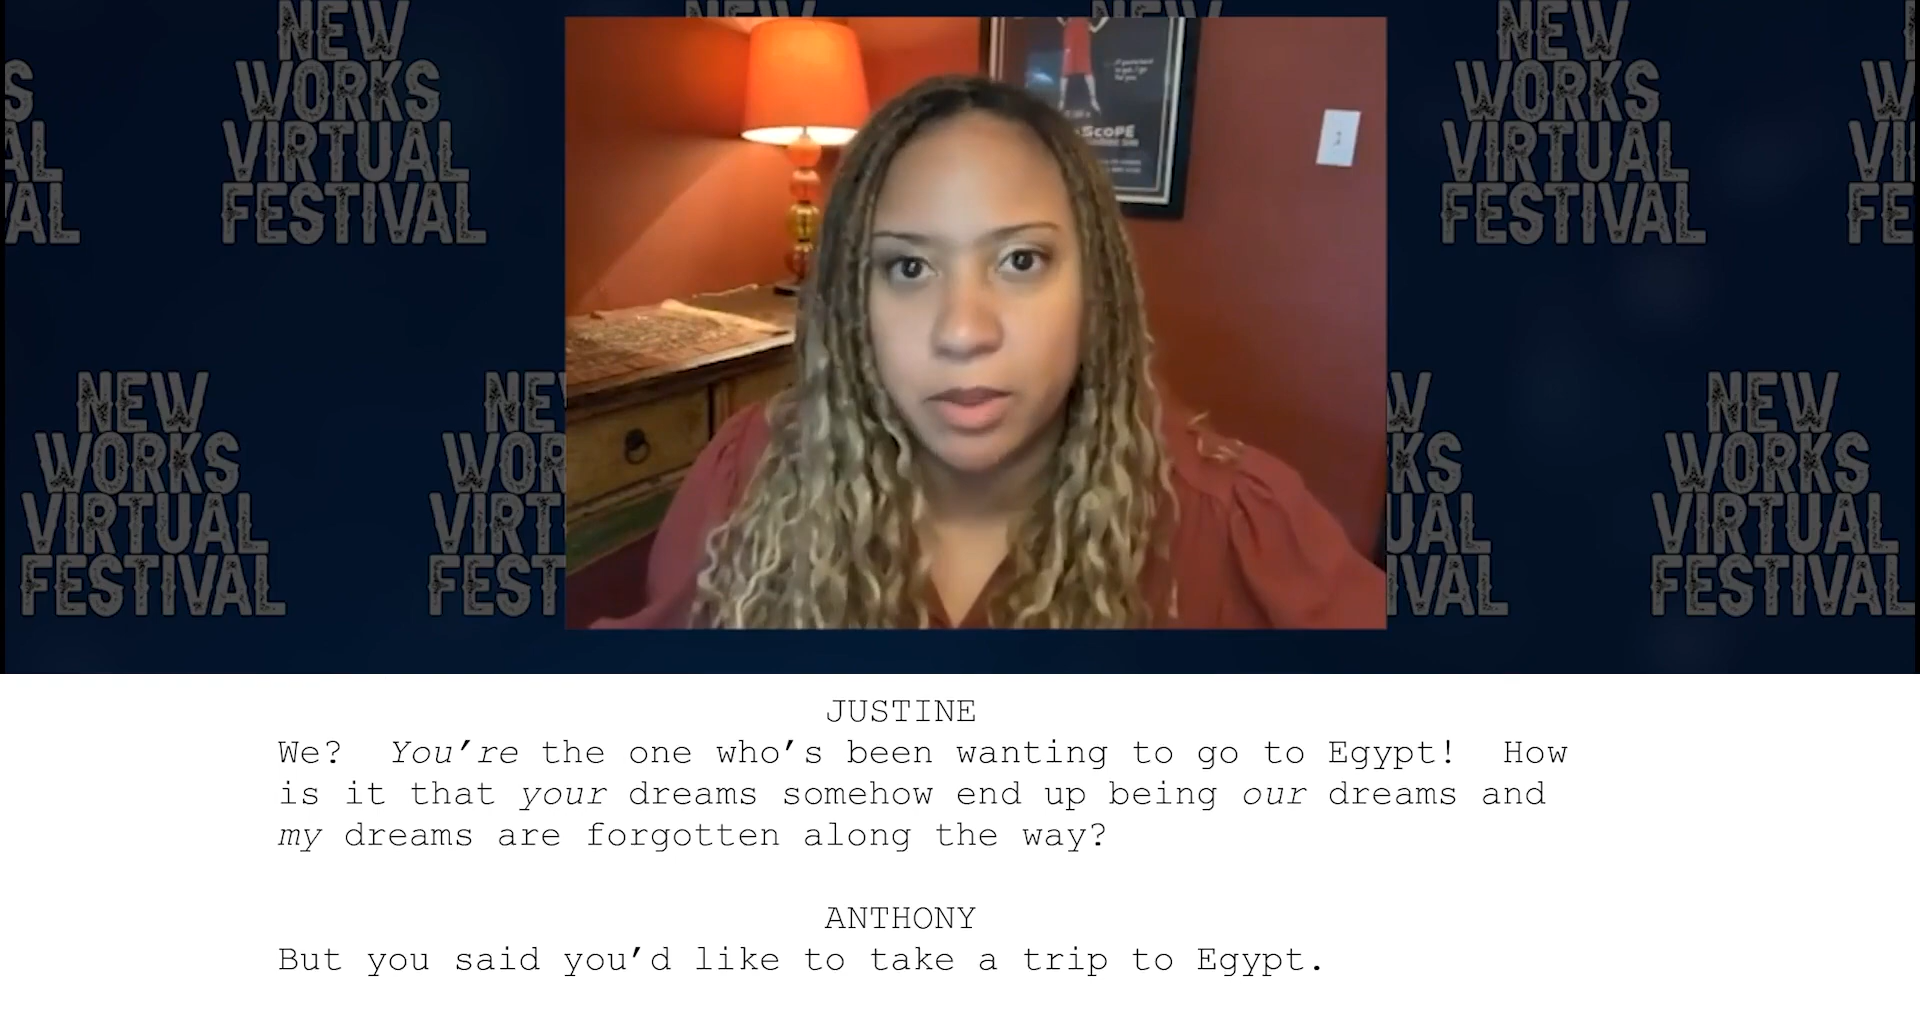 NEW
WORKS
VIRTUAL
FESTIVAL
NEW
WORKS
VIRTUAL
FESTIVAL
NEW
WORKS
VIRTUAL
FESTIVAL
NEW
WORKS
VIRTUAL
FESTIVAL
SCOPE
JUSTINE
We? You’re the one who’s been wanting to go to Egypt! How
is it that your dreams somehow end up being our dreams and
my dreams are forgotten along the way?
ANTHONY
But you said you’d like to take a trip to Egypt.